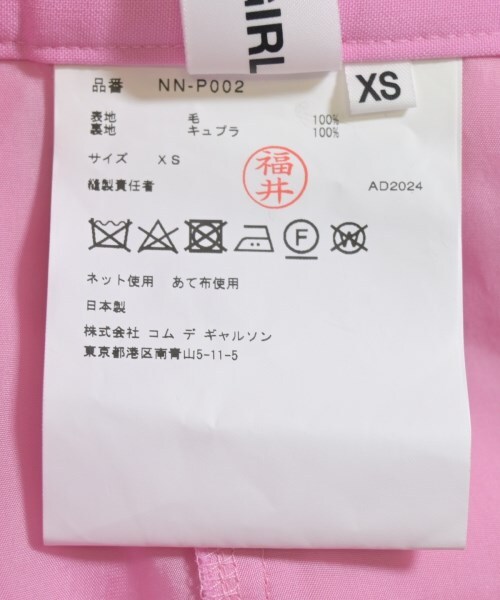 GIRL
XS
品番 NN-P002
表地 毛 100%
裏地 キュプラ 100%
サイズ XS
福井
縫製責任者 AD2024
F W
ネット使用 あて布使用
日本製
株式会社 コム デ ギャルソン
東京都港区南青山5-11-5